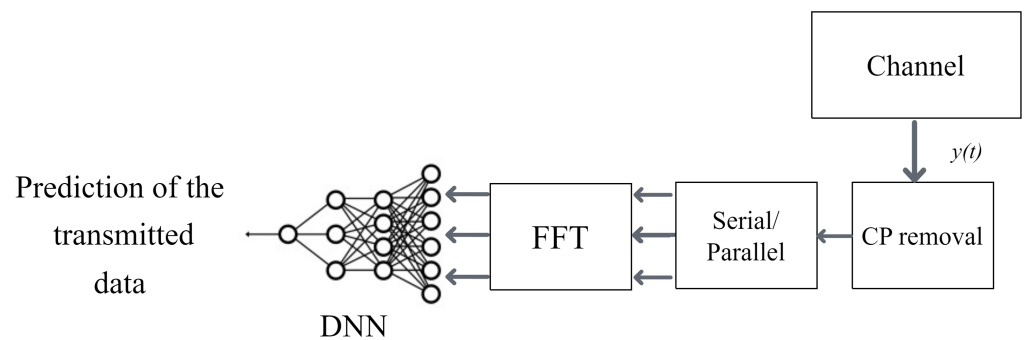 Channel
y(t)
Prediction of the
transmitted
data
DNN
FFT
Serial/
Parallel
CP removal